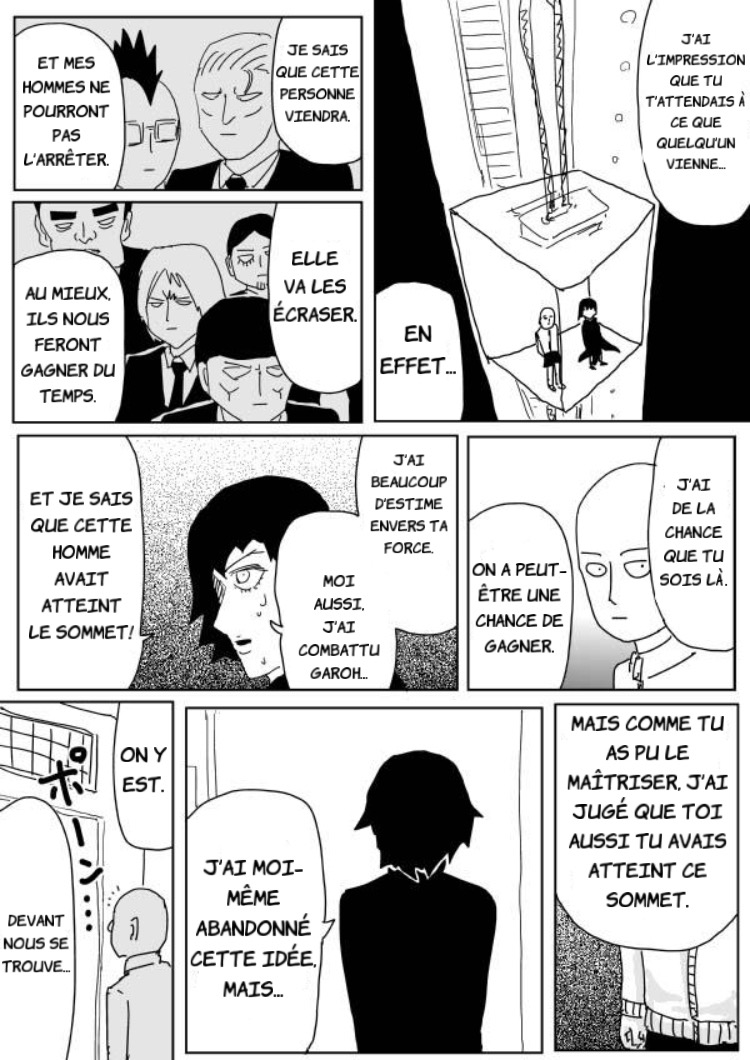 J'AI
L'IMPRESSION
QUE TU
T'ATTENDAIS À
CE QUE
QUELQU'UN
VIENNE...
EN
EFFET...
JE SAIS
QUE CETTE
PERSONNE
VIENDRA.
ET MES
HOMMES NE
POURRONT
PAS
L'ARRÊTER.
ELLE
VA LES
ÉCRASER.
AU MIEUX,
ILS NOUS
FERONT
GAGNER DU
TEMPS.
J'AI
DE LA
CHANCE
QUE TU
SOIS LÀ.
ON A PEUT-
ÊTRE UNE
CHANCE DE
GAGNER.
J'AI
BEAUCOUP
D'ESTIME
ENVERS TA
FORCE.
MOI
AUSSI,
J'AI
COMBATTU
GAROH...
ET JE SAIS
QUE CETTE
HOMME
AVAIT
ATTEINT
LE SOMMET!
MAIS COMME TU
AS PU LE
MAÎTRISER, J'AI
JUGÉ QUE TOI
AUSSI TU AVAIS
ATTEINT CE
SOMMET.
J'AI MOI-
MÊME
ABANDONNÉ
CETTE IDÉE,
MAIS...
ポーン…
ON Y
EST.
DEVANT
NOUS SE
TROUVE...